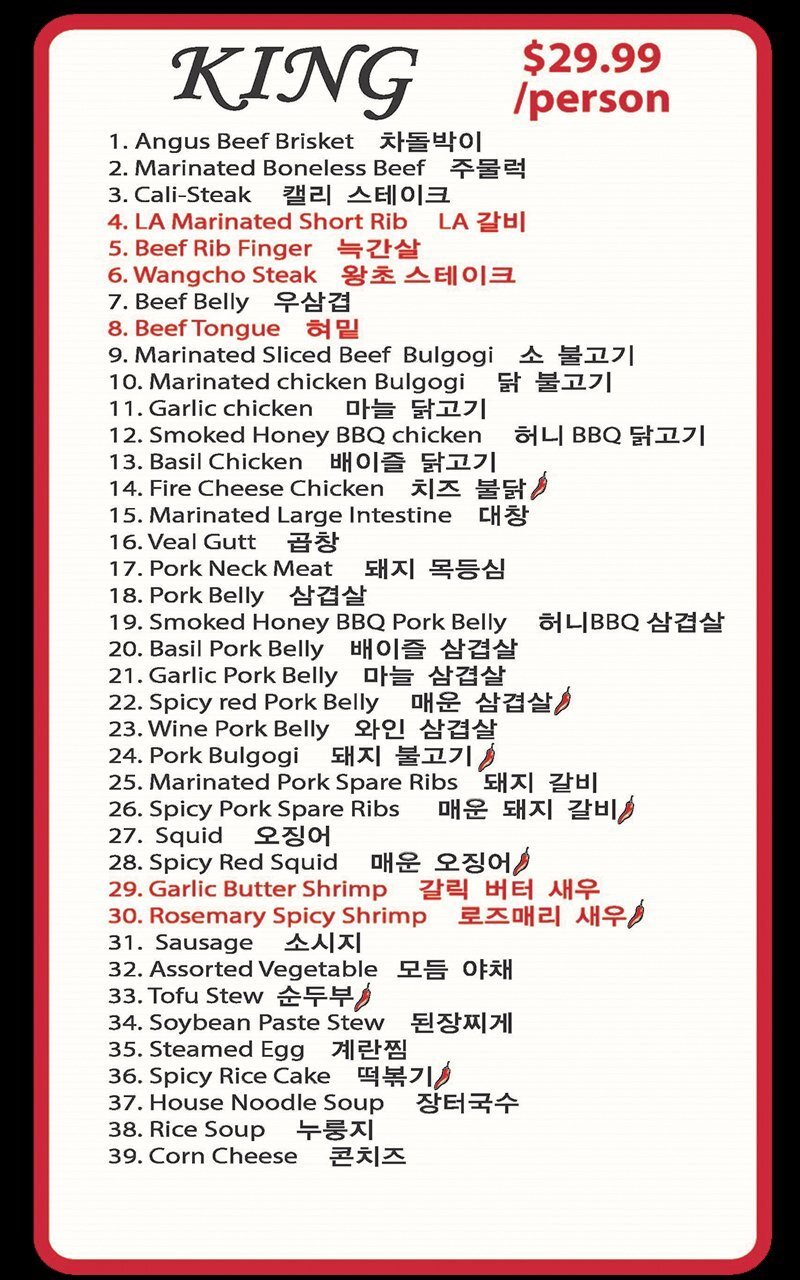 KING
$29.99
/person
1. Angus Beef Brisket 차돌박이
2. Marinated Boneless Beef 주물럭
3. Cali-Steak 캘리 스테이크
4. LA Marinated Short Rib LA 갈비
5. Beef Rib Finger 늑간살
6. Wangcho Steak 왕초 스테이크
7. Beef Belly 우삼겹
8. Beef Tongue 혀밑
9. Marinated Sliced Beef Bulgogi 소 불고기
10. Marinated chicken Bulgogi 닭 불고기
11. Garlic chicken 마늘 닭고기
12. Smoked Honey BBQ chicken 허니 BBQ 닭고기
13. Basil Chicken 배이즐 닭고기
14. Fire Cheese Chicken 치즈 불닭
15. Marinated Large Intestine 대창
16. Veal Gutt 곱창
17. Pork Neck Meat 돼지 목등심
18. Pork Belly 삼겹살
19. Smoked Honey BBQ Pork Belly 허니BBQ 삼겹살
20. Basil Pork Belly 배이즐 삼겹살
21. Garlic Pork Belly 마늘 삼겹살
22. Spicy red Pork Belly 매운 삼겹살
23. Wine Pork Belly 와인 삼겹살
24. Pork Bulgogi 돼지 불고기
25. Marinated Pork Spare Ribs 돼지 갈비
26. Spicy Pork Spare Ribs 매운 돼지 갈비
27. Squid 오징어
28. Spicy Red Squid 매운 오징어
29. Garlic Butter Shrimp 갈릭 버터 새우
30. Rosemary Spicy Shrimp 로즈매리 새우
31. Sausage 소시지
32. Assorted Vegetable 모듬 야채
33. Tofu Stew 순두부
34. Soybean Paste Stew 된장찌게
35. Steamed Egg 계란찜
36. Spicy Rice Cake 떡볶기
37. House Noodle Soup 장터국수
38. Rice Soup 누룽지
39. Corn Cheese 콘치즈